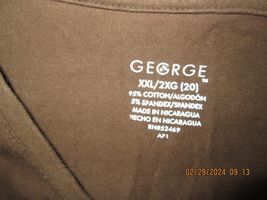 GEORGE™
XXL/2XG (20)
95% COTTON/ALGODÓN
5% SPANDEX/SPANDEX
MADE IN NICARAGUA
HECHO EN NICARAGUA
RN#52469
AP1
02/29/2024 09:13